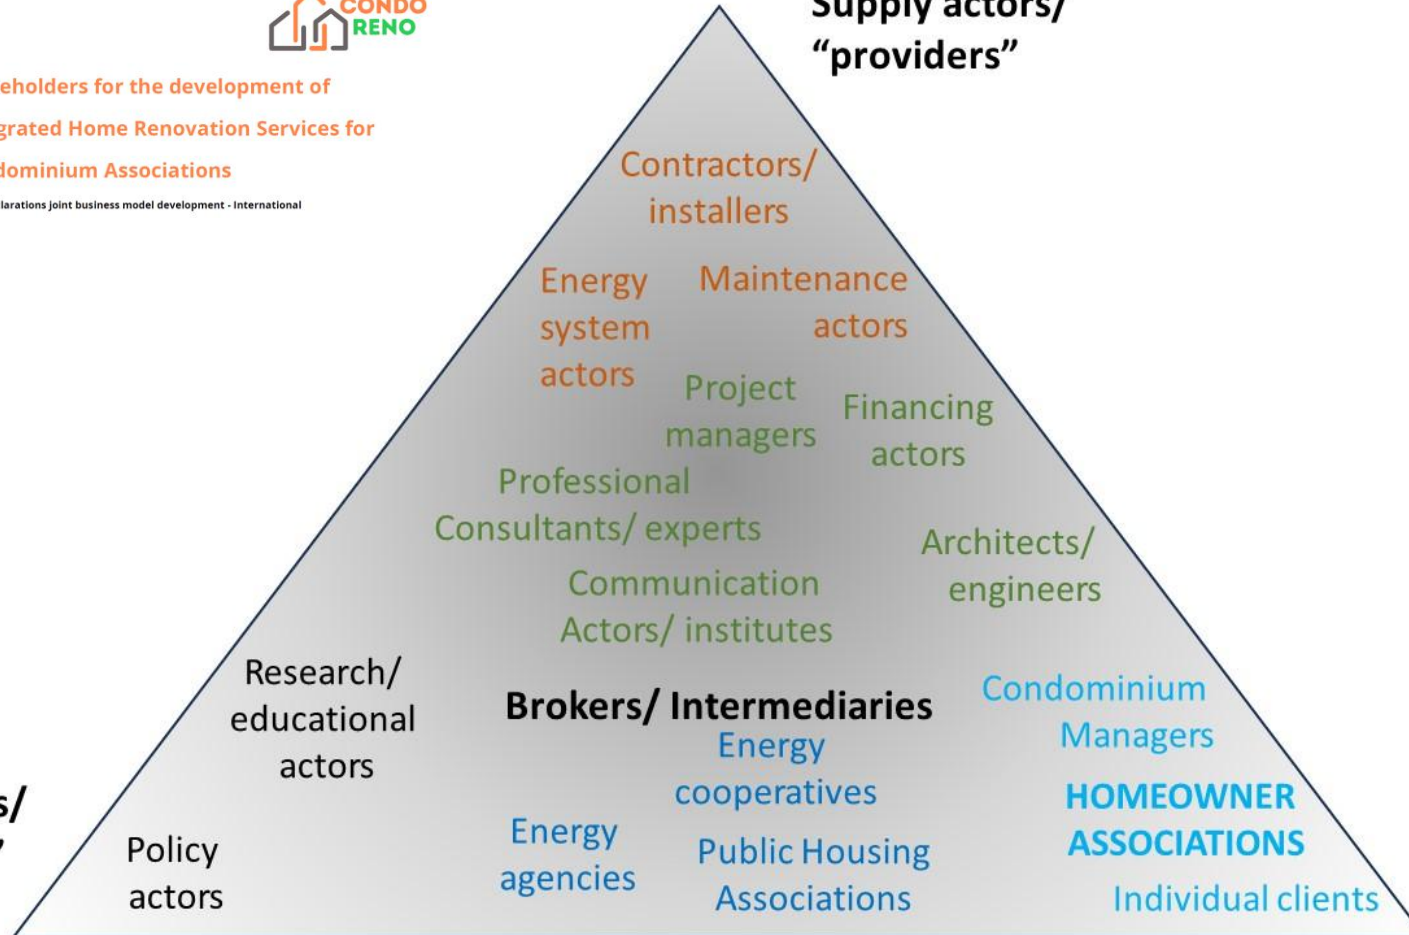 CONDO
RENO
Supply actors/
“providers”
eholders for the development of
grated Home Renovation Services for
dominium Associations
larations joint business model development - International
Contractors/
installers
Energy
system
actors
Maintenance
actors
Project
managers
Financing
actors
Professional
Consultants/ experts
Architects/
engineers
Communication
Actors/ institutes
Research/
educational
actors
Brokers/ Intermediaries
Condominium
Managers
Energy
cooperatives
HOMEOWNER
ASSOCIATIONS
s/
”
Policy
actors
Energy
agencies
Public Housing
Associations
Individual clients